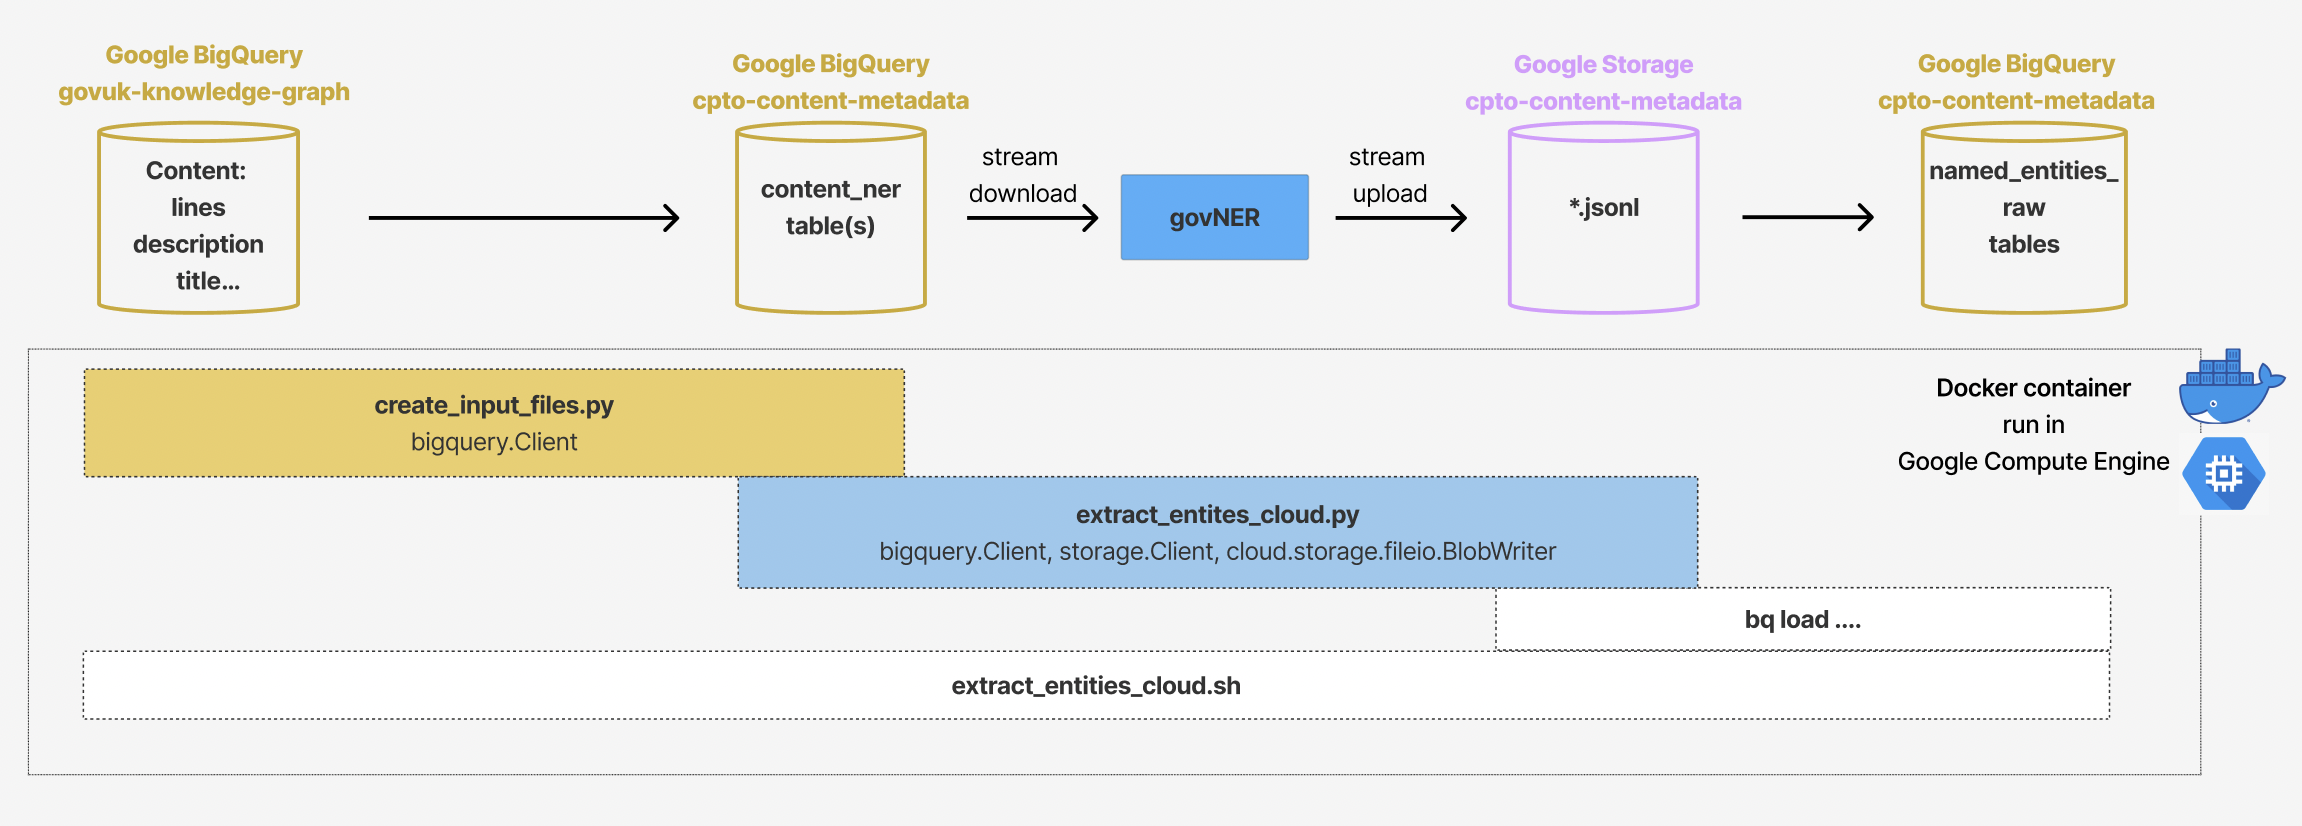 Google BigQuery
govuk-knowledge-graph
Content:
lines
description
title...
Google BigQuery
cpto-content-metadata
content_ner
table(s)
stream
download
govNER
stream
upload
Google Storage
cpto-content-metadata
*.jsonl
Google BigQuery
cpto-content-metadata
named_entities_
raw
tables
create_input_files.py
bigquery.Client
Docker container
run in
Google Compute Engine
extract_entites_cloud.py
bigquery.Client, storage.Client, cloud.storage.fileio.BlobWriter
bq load ....
extract_entities_cloud.sh